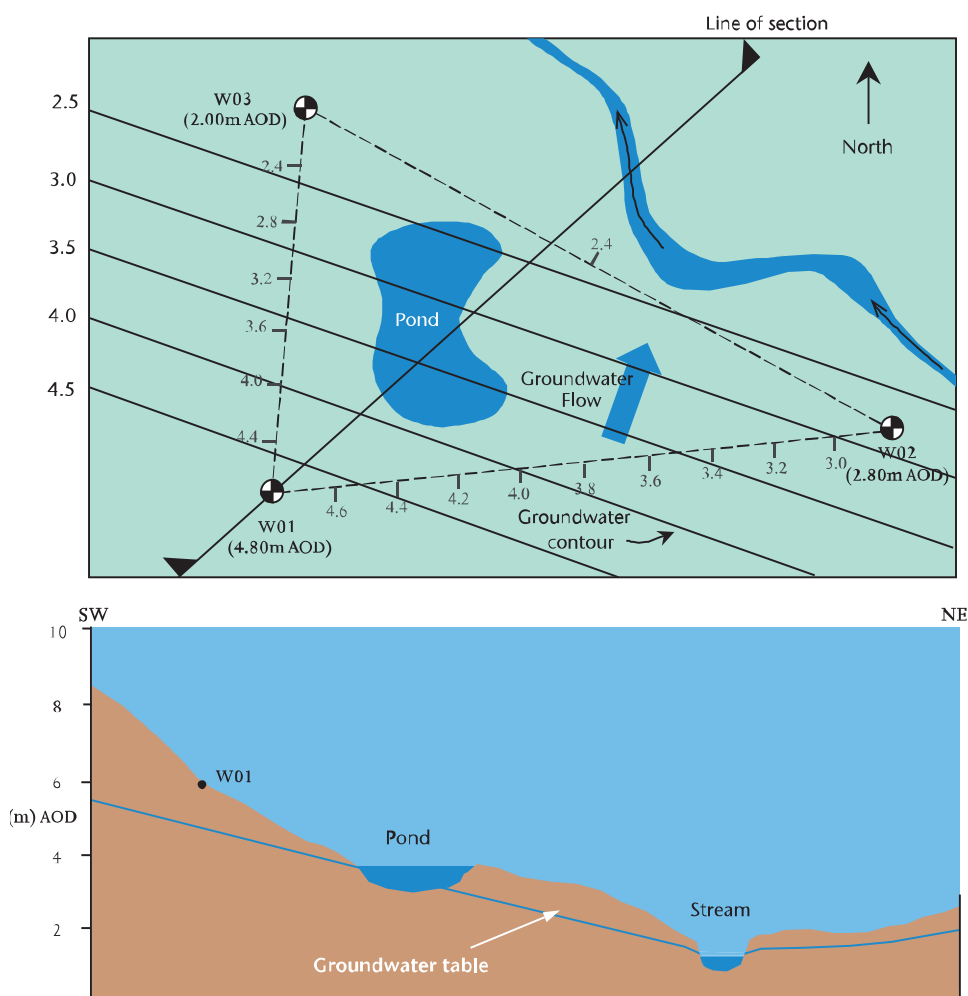 Line of section
W03
(2.00m AOD)
North
2.5
3.0
3.5
4.0
4.5
2.4
2.8
3.2
3.6
4.0
4.4
2.4
Pond
Groundwater
Flow
W02
(2.80m AOD)
4.6
4.4
4.2
4.0
3.8
3.6
3.4
3.2
3.0
W01
(4.80m AOD)
Groundwater
contour
SW
NE
10
8
6
(m) AOD
4
2
W01
Pond
Stream
Groundwater table